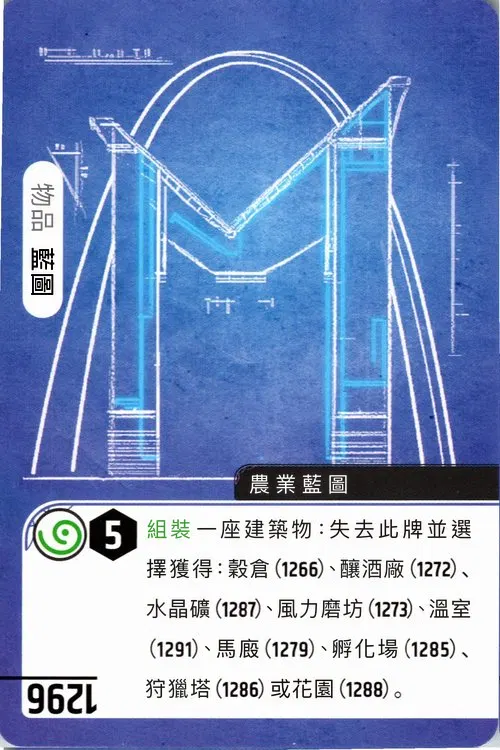 物品 藍圖
農業藍圖
5
組裝一座建築物：失去此牌並選
擇獲得：穀倉(1266)、釀酒廠(1272)、
水晶礦(1287)、風力磨坊(1273)、溫室
(1291)、馬廄(1279)、孵化場(1285)、
狩獵塔(1286)或花園(1288)。
1296